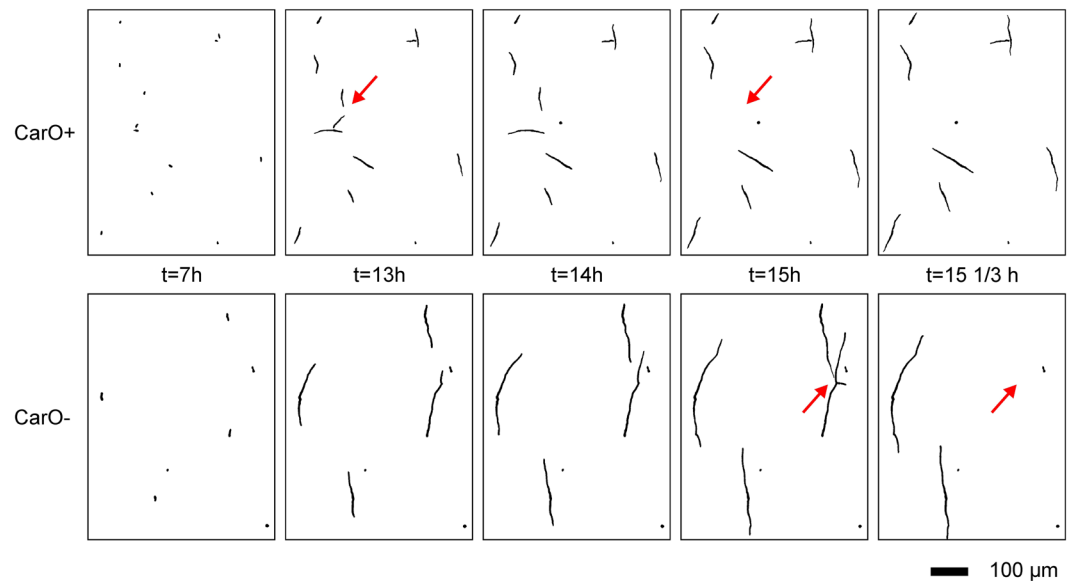 CarO+
t=7h
t=13h
t=14h
t=15h
t=15 1/3 h
CarO-
100 µm